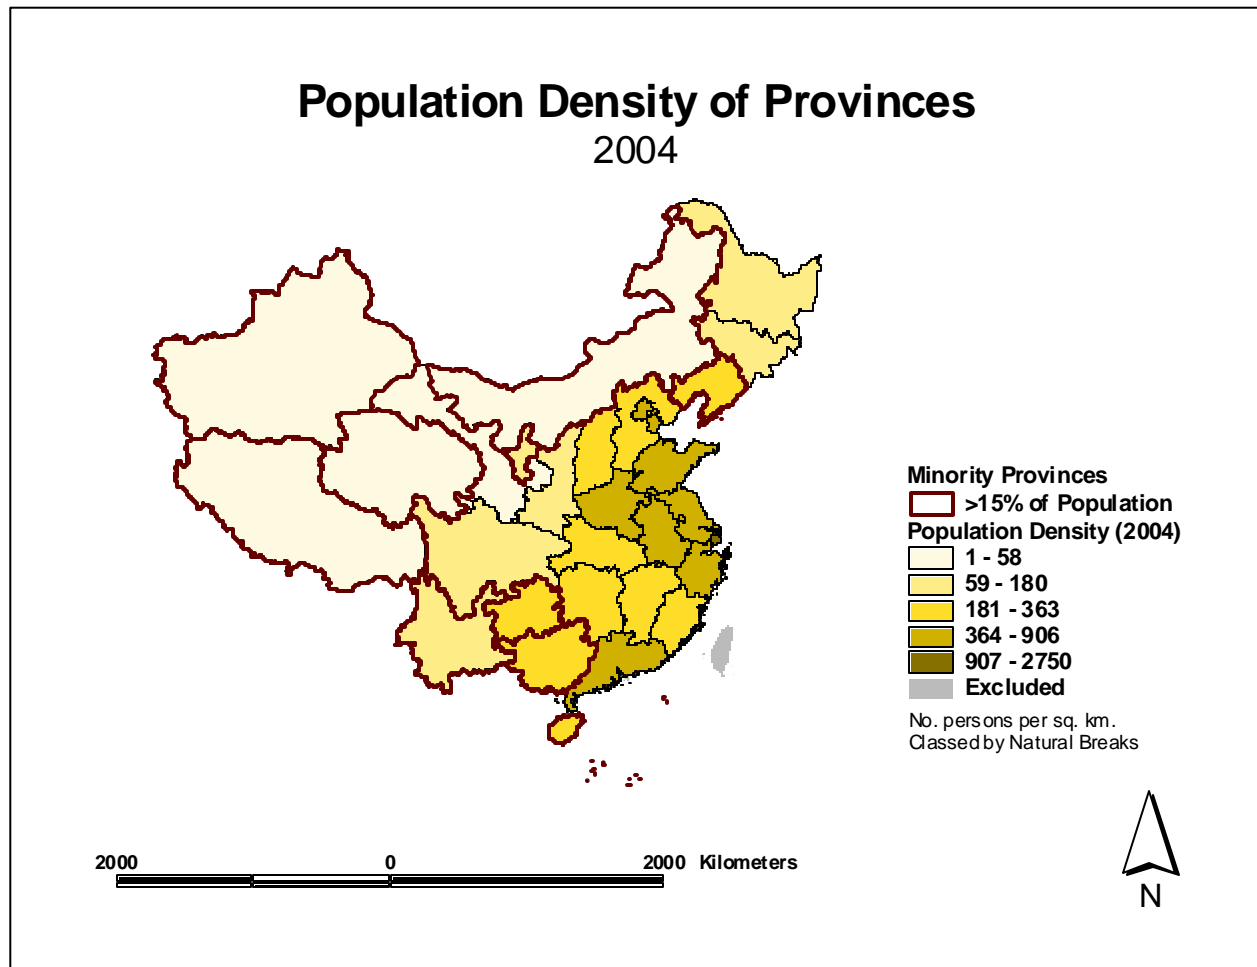 Population Density of Provinces
2004
Minority Provinces
>15% of Population
Population Density (2004)
1 - 58
59 - 180
181 - 363
364 - 906
907 - 2750
Excluded
No. persons per sq. km.
Classed by Natural Breaks
2000 0 2000 Kilometers
N